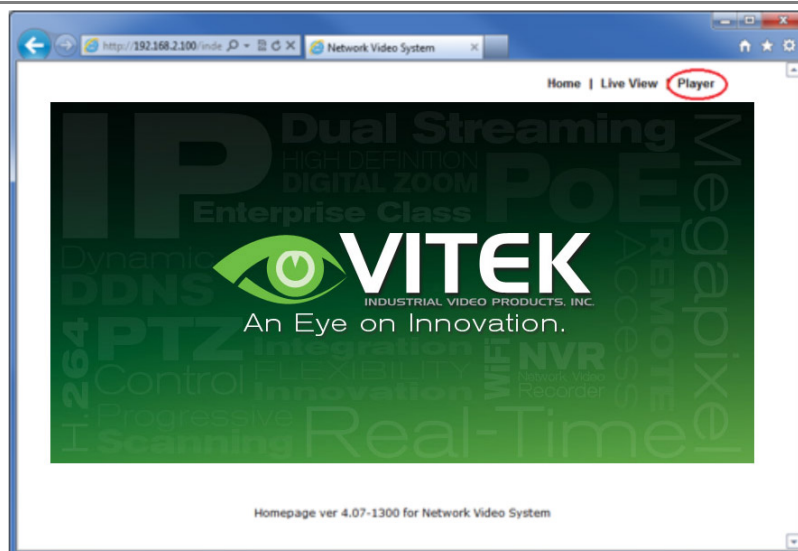 http://192.168.2.100/inde
Network Video System
Home | Live View | Player
IP
Dual Streaming
HIGH DEFINITION
DIGITAL ZOOM
PoE
Enterprise Class
Megapixel
Dynamic
DDNS
Access
REMOTE
VITEK
INDUSTRIAL VIDEO PRODUCTS. INC.
An Eye on Innovation.
H.264
PTZ
Integration
WiFi
NVR
Network Video
Recorder
Control
FLEXIBILITY
Innovation
Progressive
Scanning
Real-Time
Homepage ver 4.07-1300 for Network Video System